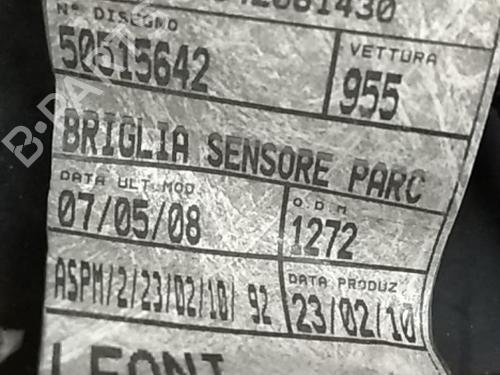 Nº DISEGNO
50515642
VETTURA
955
BRIGLIA SENSORE PARC
DATA ULT.MOD.
07/05/08
O.D.M
1272
ASPM/2/23/02/10/ 92
DATA PRODUZ
23/02/10
LEONI